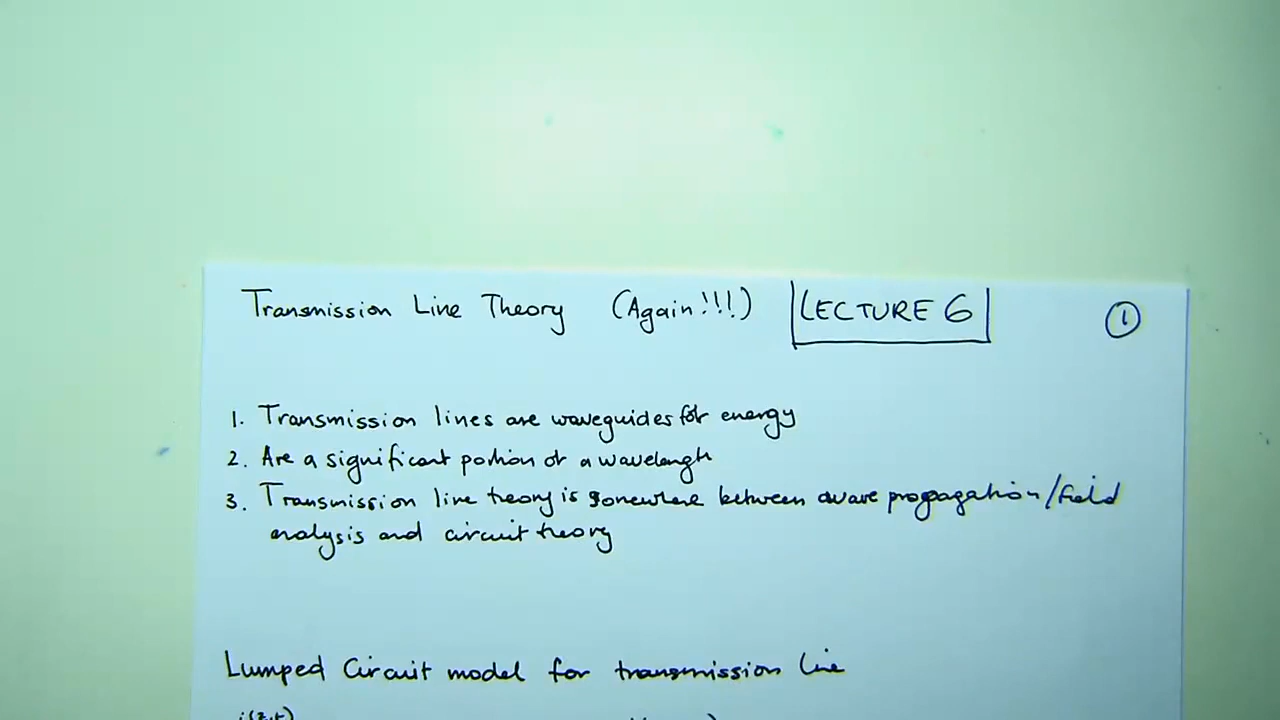 Transmission Line Theory (Again!!!) LECTURE 6 1
1. Transmission lines are waveguides for energy
2. Are a significant portion of a wavelength
3. Transmission line theory is somewhere between wave propagation/field
analysis and circuit theory
Lumped Circuit model for transmission line
i(z,t)